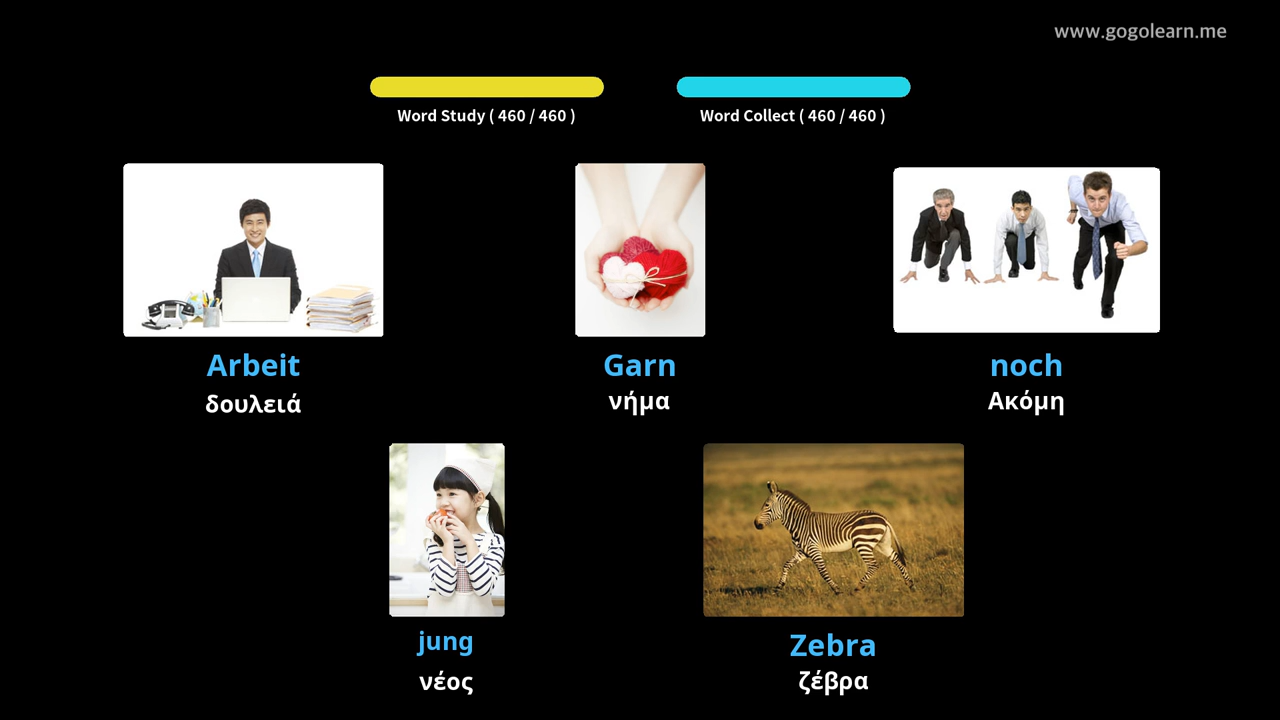 www.gogolearn.me
Word Study ( 460 / 460 )
Word Collect ( 460 / 460 )
Arbeit
δουλειά
Garn
νήμα
noch
Ακόμη
jung
νέος
Zebra
ζέβρα